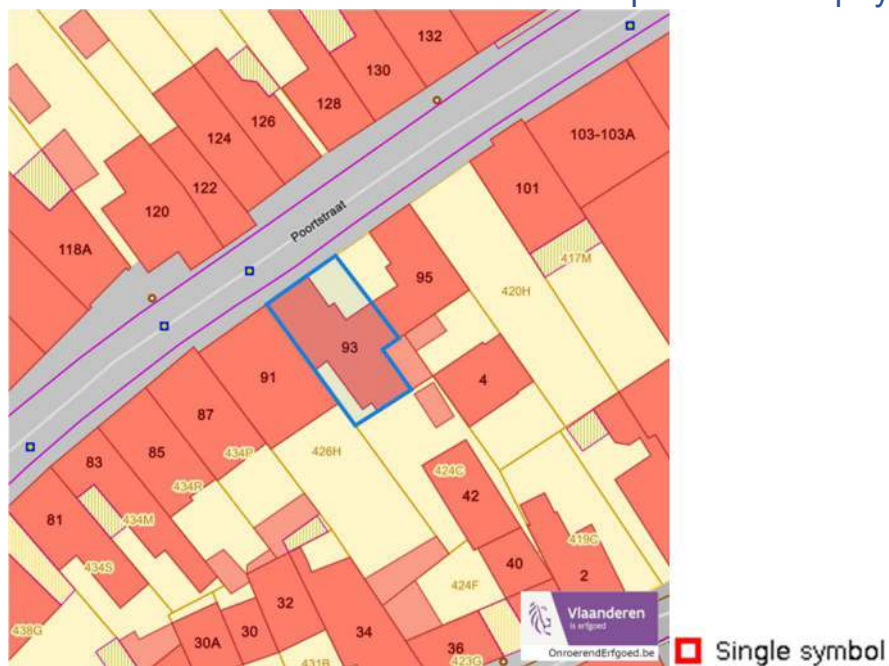 132
130
128
126
124
122
120
118A
103-103A
101
Poortstraat
417M
95
420H
93
91
4
87
434P
426H
85
83
434R
424C
42
81
434M
434S
419C
40
2
32
424F
438G
30A
30
34
36
431B
423G
Vlaanderen
is erfgoed
OnroerendErfgoed.be
Single symbol